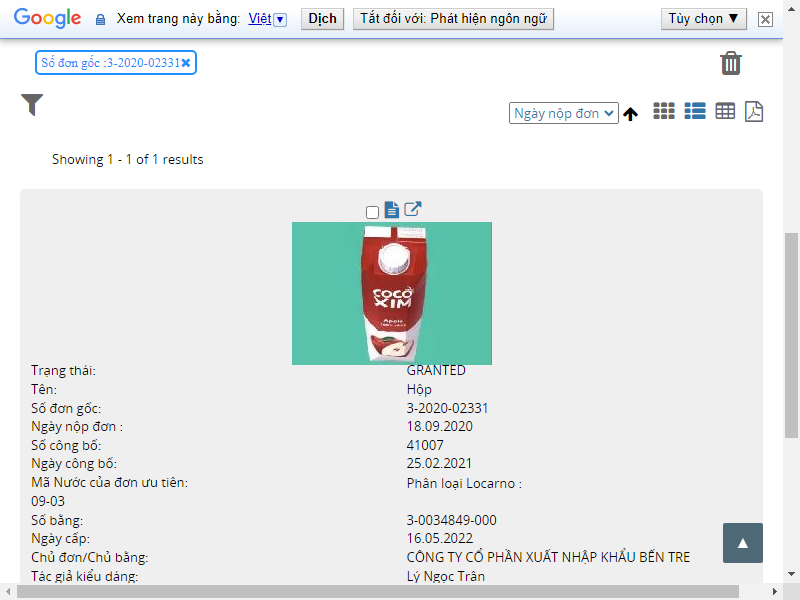 Google Xem trang này bằng: Việt ▼ Dịch Tắt đối với: Phát hiện ngôn ngữ Tùy chọn ▼
Số đơn gốc :3-2020-02331
Ngày nộp đơn
Showing 1 - 1 of 1 results
COCO
XIM
Apple
Trạng thái: GRANTED
Tên: Hộp
Số đơn gốc: 3-2020-02331
Ngày nộp đơn : 18.09.2020
Số công bố: 41007
Ngày công bố: 25.02.2021
Mã Nước của đơn ưu tiên: Phân loại Locarno :
09-03
Số bằng: 3-0034849-000
Ngày cấp: 16.05.2022
Chủ đơn/Chủ bằng: CÔNG TY CỔ PHẦN XUẤT NHẬP KHẨU BẾN TRE
Tác giả kiểu dáng: Lý Ngọc Trân